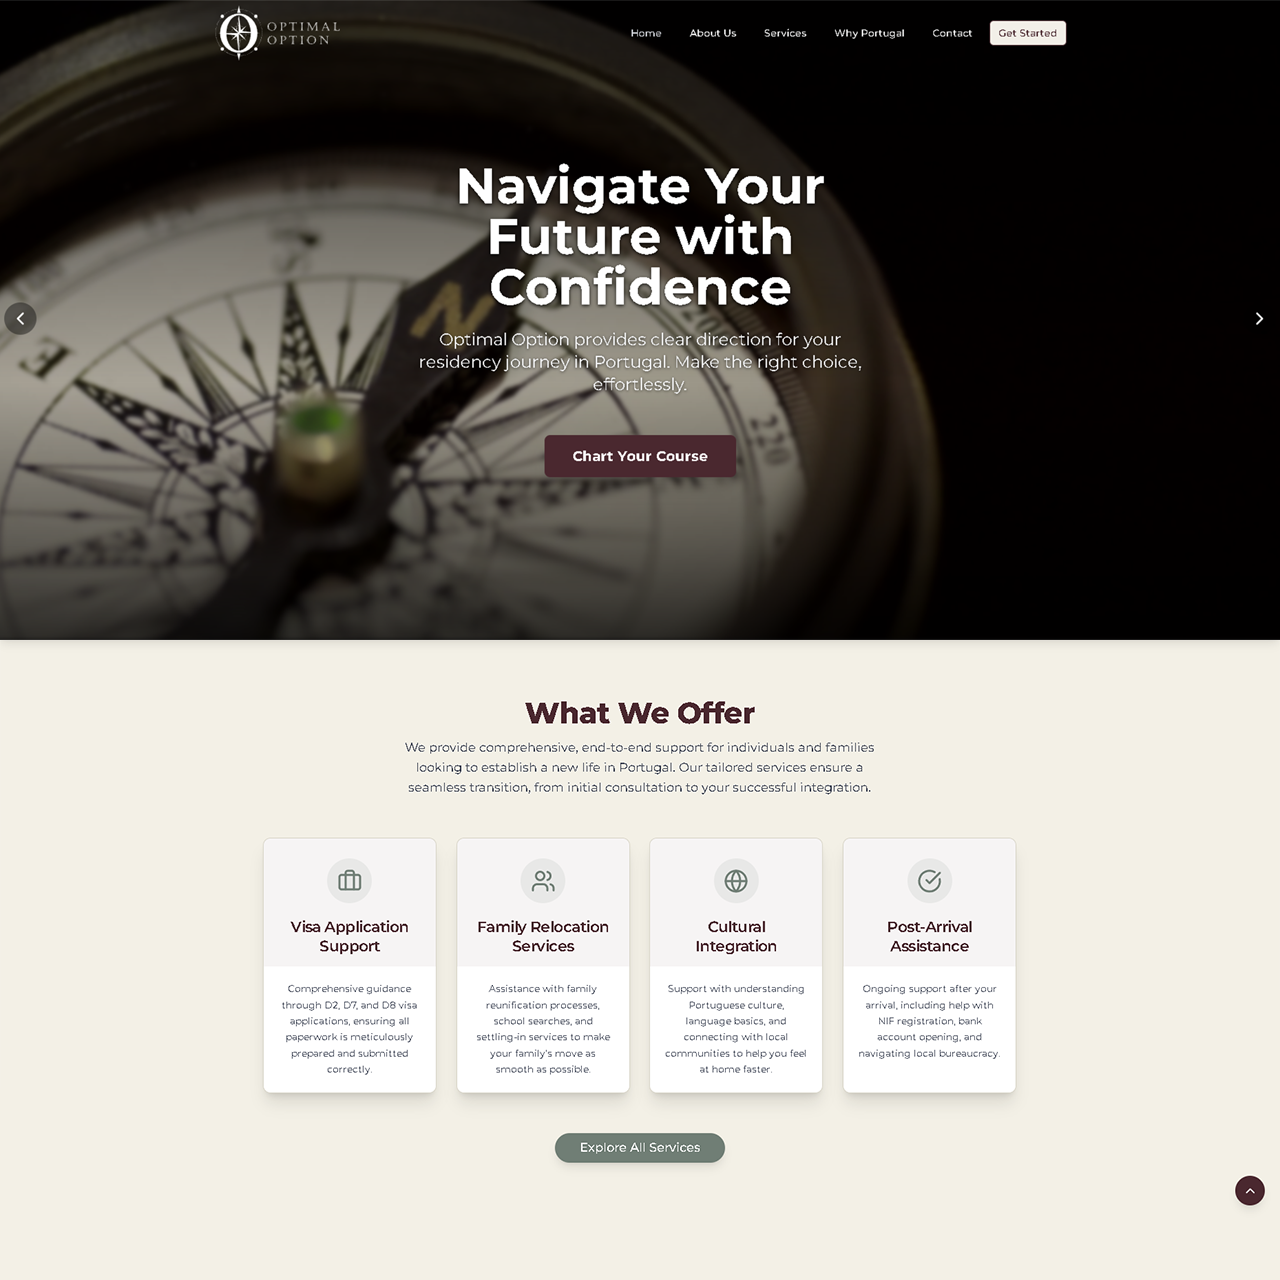 OPTIMAL
OPTION
Home About Us Services Why Portugal Contact Get Started
Navigate Your
Future with
Confidence
Optimal Option provides clear direction for your
residency journey in Portugal. Make the right choice,
effortlessly.
Chart Your Course
N
E
220
What We Offer
We provide comprehensive, end-to-end support for individuals and families
looking to establish a new life in Portugal. Our tailored services ensure a
seamless transition, from initial consultation to your successful integration.
Visa Application
Support
Comprehensive guidance
through D2, D7, and D8 visa
applications, ensuring all
paperwork is meticulously
prepared and submitted
correctly.
Family Relocation
Services
Assistance with family
reunification processes,
school searches, and
settling-in services to make
your family's move as
smooth as possible.
Cultural
Integration
Support with understanding
Portuguese culture,
language basics, and
connecting with local
communities to help you feel
at home faster.
Post-Arrival
Assistance
Ongoing support after your
arrival, including help with
NIF registration, bank
account opening, and
navigating local bureaucracy.
Explore All Services